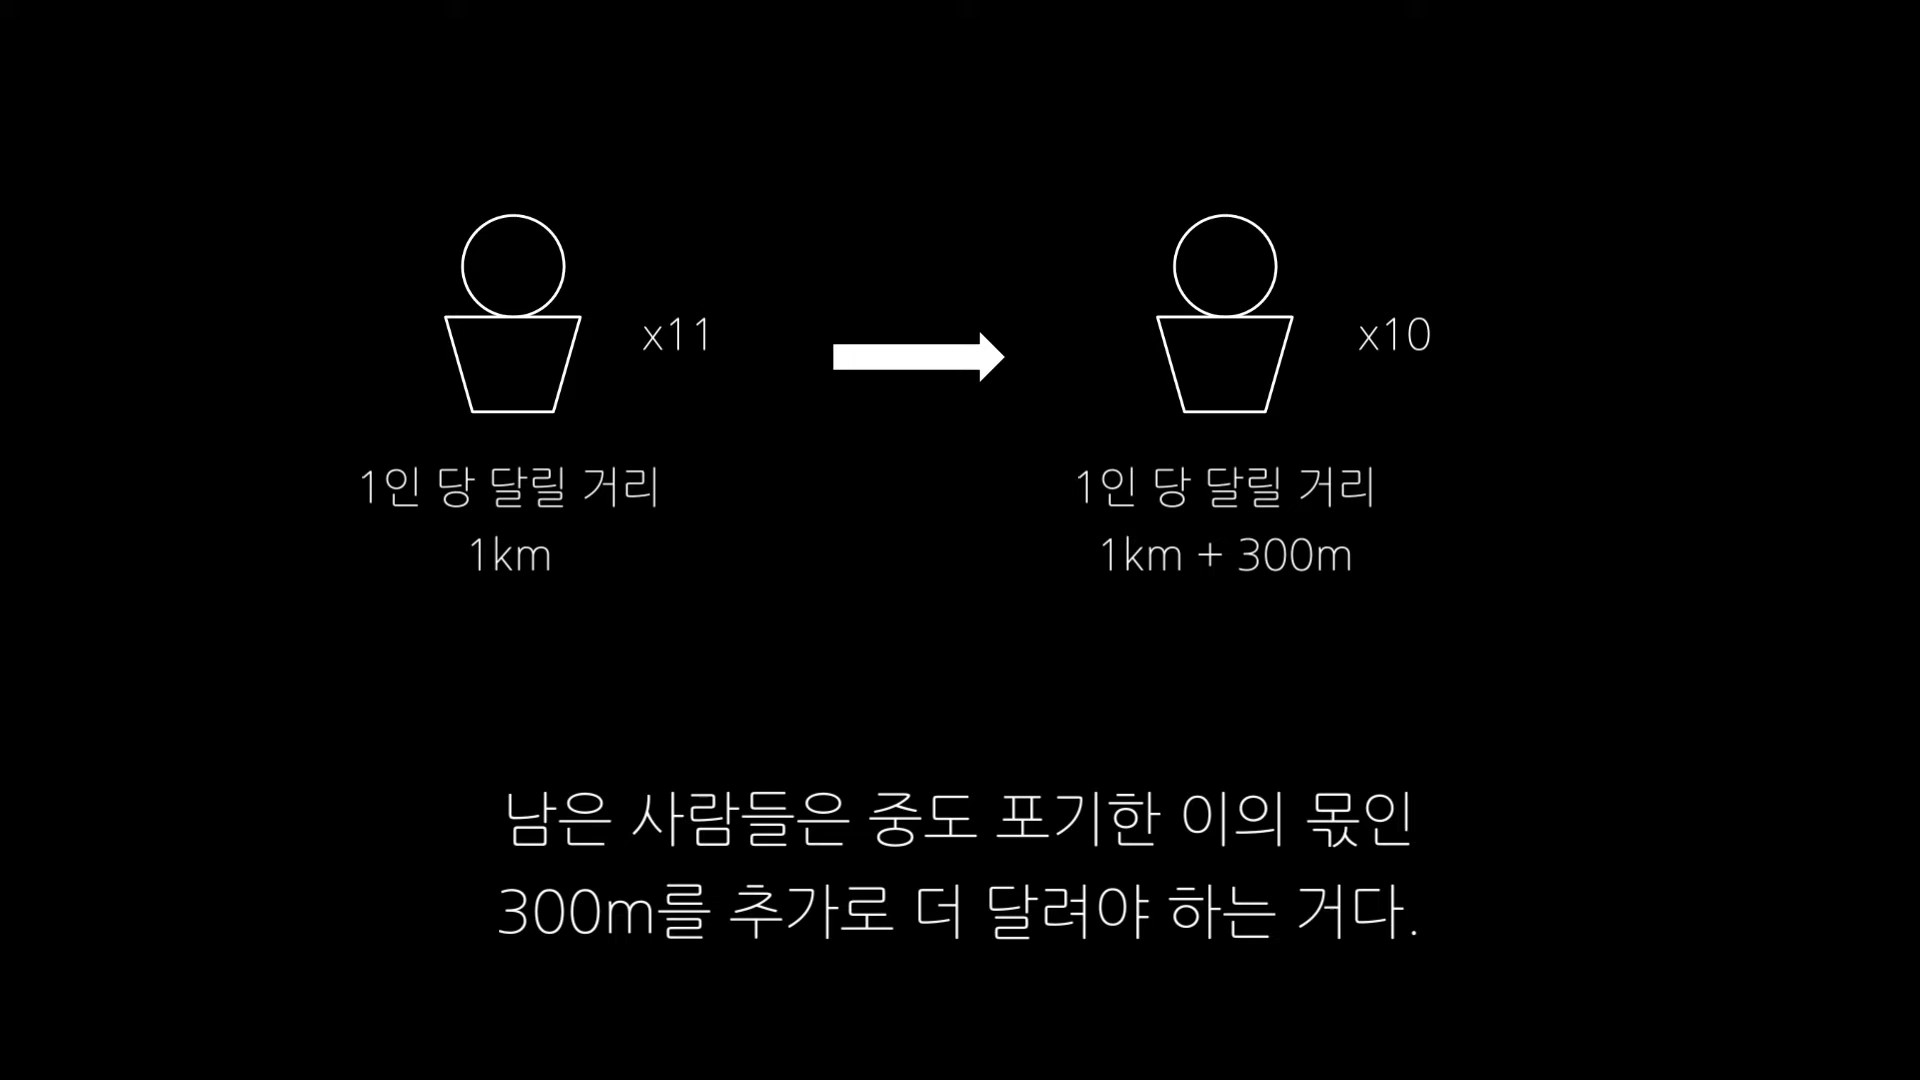 x11
x10
1인 당 달릴 거리
1km
1인 당 달릴 거리
1km + 300m
남은 사람들은 중도 포기한 이의 몫인
300m를 추가로 더 달려야 하는 거다.